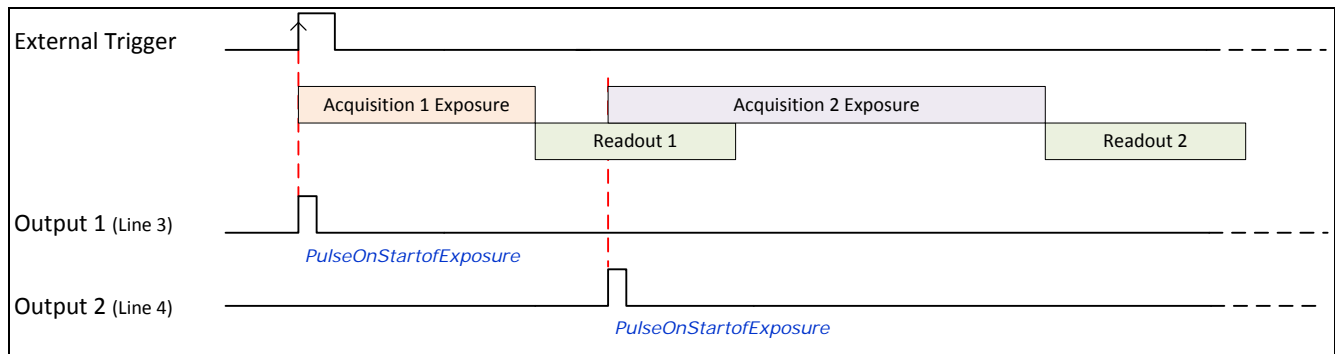 External Trigger
Acquisition 1 Exposure
Acquisition 2 Exposure
Readout 1
Readout 2
Output 1 (Line 3)
PulseOnStartofExposure
Output 2 (Line 4)
PulseOnStartofExposure